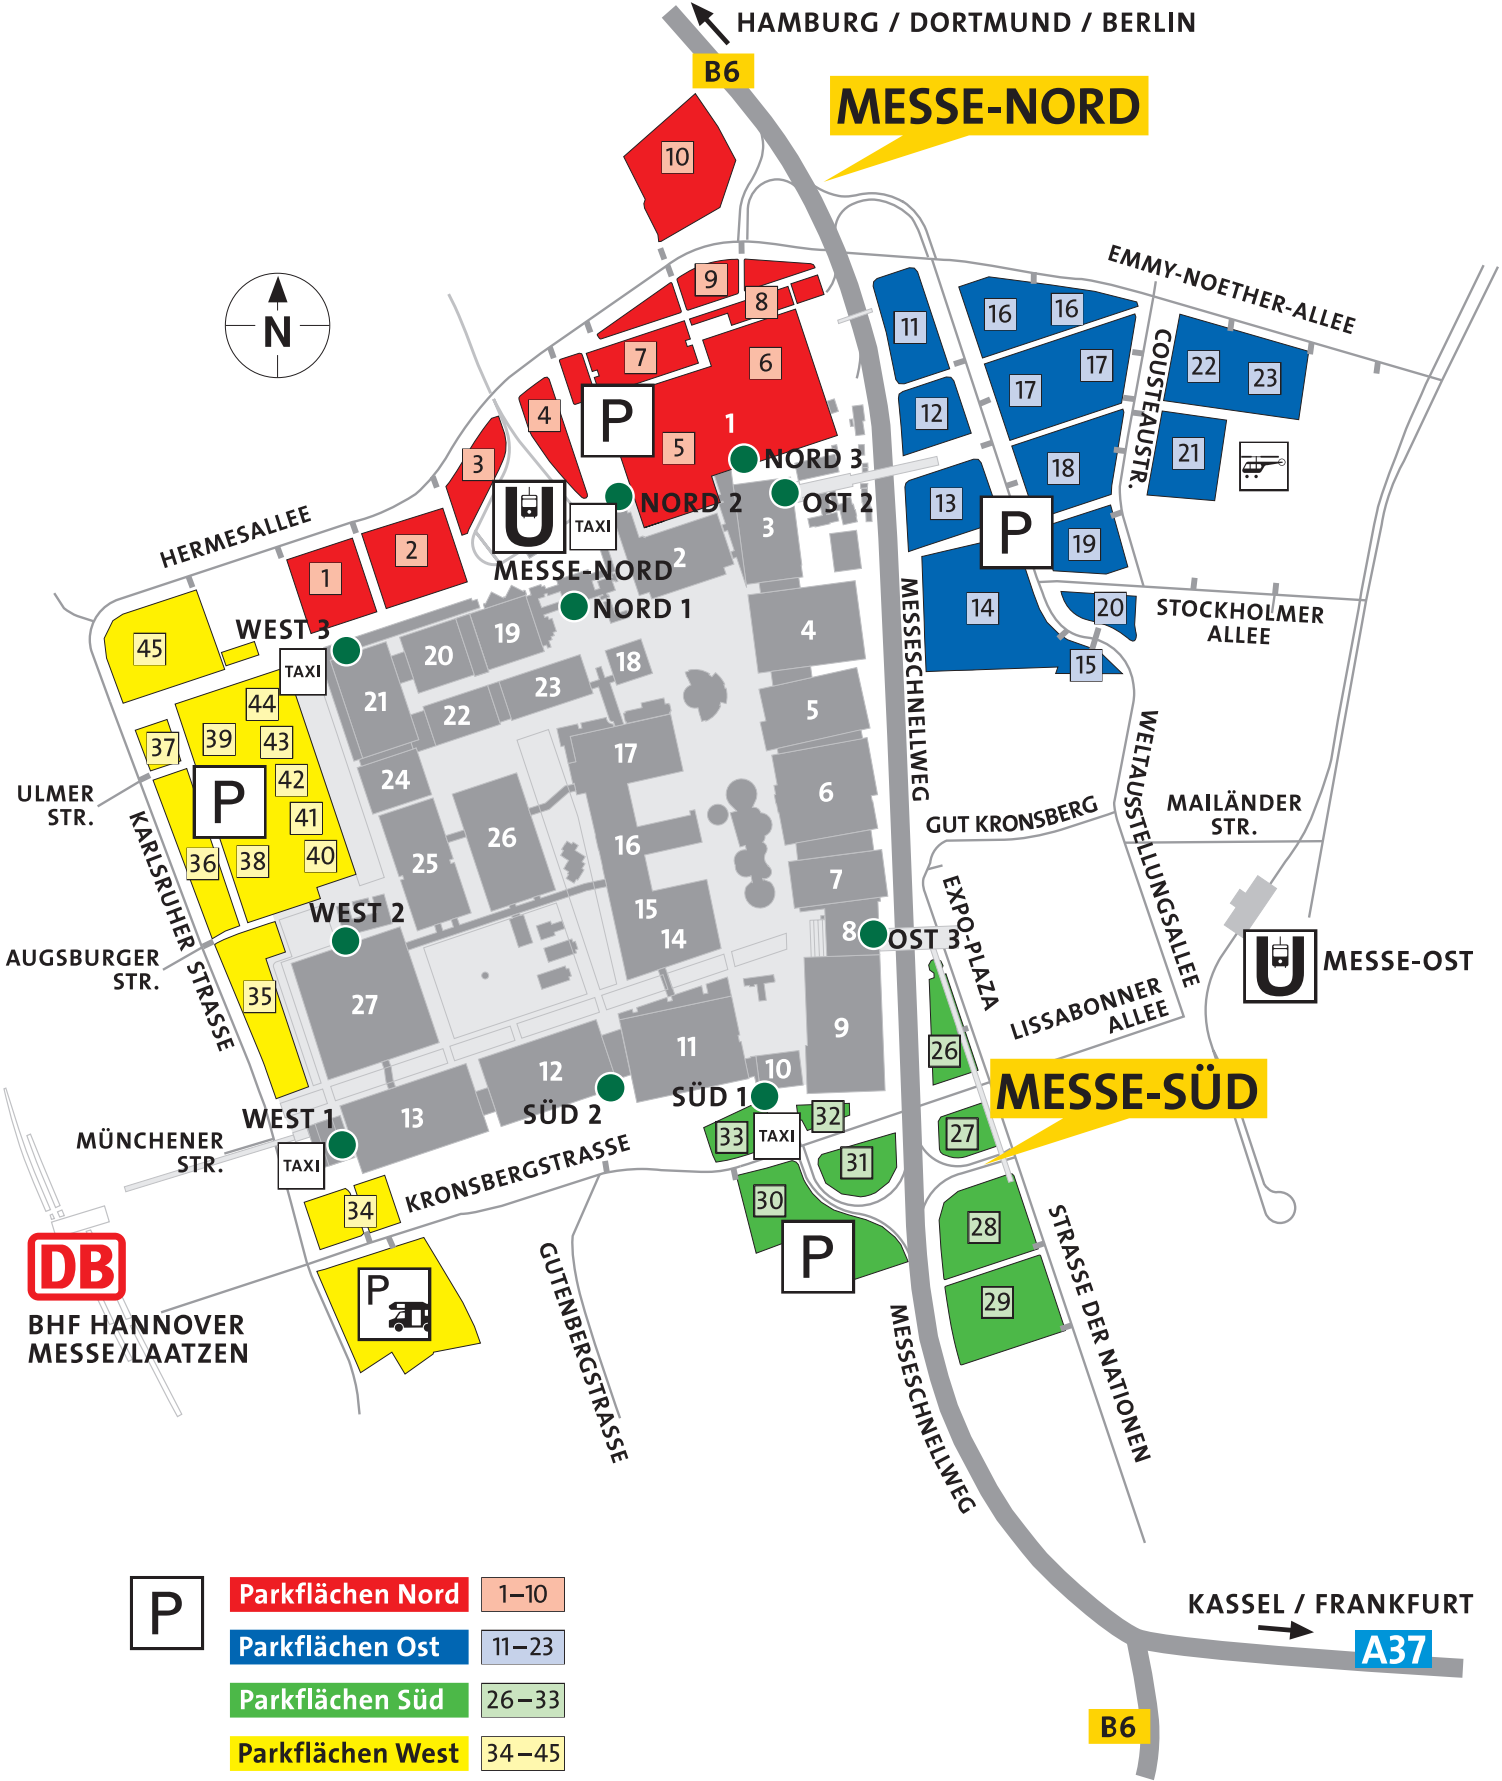 HAMBURG / DORTMUND / BERLIN
B6
MESSE-NORD
10
9
8
7
6
5
4
3
2
1
P
1
NORD 3
NORD 2
OST 2
U
TAXI
MESSE-NORD
NORD 1
N
HERMESALLEE
EMMY-NOETHER-ALLEE
COUSTEAUSTR.
11
16
16
17
17
22
23
12
18
21
13
P
19
14
20
15
STOCKHOLMER
ALLEE
MESSESCHNELLWEG
WELTAUSSTELLUNGSALLEE
MAILÄNDER
STR.
GUT KRONSBERG
EXPO-PLAZA
LISSABONNER
ALLEE
U
MESSE-OST
45
WEST 3
TAXI
44
37
39
43
42
P
41
36
38
40
ULMER
STR.
KARLSRUHER STRASSE
AUGSBURGER
STR.
35
WEST 2
2
3
4
5
6
7
8
OST 3
9
10
11
12
13
14
15
16
17
18
19
20
21
22
23
24
25
26
27
MÜNCHENER
STR.
WEST 1
TAXI
SÜD 2
SÜD 1
TAXI
KRONSBERGSTRASSE
34
P
DB
BHF HANNOVER
MESSE/LAATZEN
GUTENBERGSTRASSE
26
MESSE-SÜD
27
32
33
31
30
P
28
29
STRASSE DER NATIONEN
MESSESCHNELLWEG
KASSEL / FRANKFURT
A37
B6
P
Parkflächen Nord 1–10
Parkflächen Ost 11–23
Parkflächen Süd 26–33
Parkflächen West 34–45